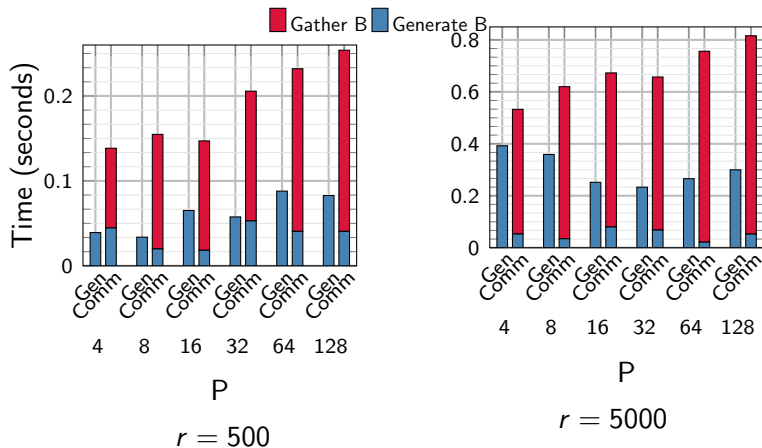 Gather B Generate B
Time (seconds)
0.2
0.1
0
Gen Comm Gen Comm Gen Comm Gen Comm Gen Comm Gen Comm
4 8 16 32 64 128
P
r = 500
0.8
0.6
0.4
0.2
0
Gen Comm Gen Comm Gen Comm Gen Comm Gen Comm Gen Comm
4 8 16 32 64 128
P
r = 5000